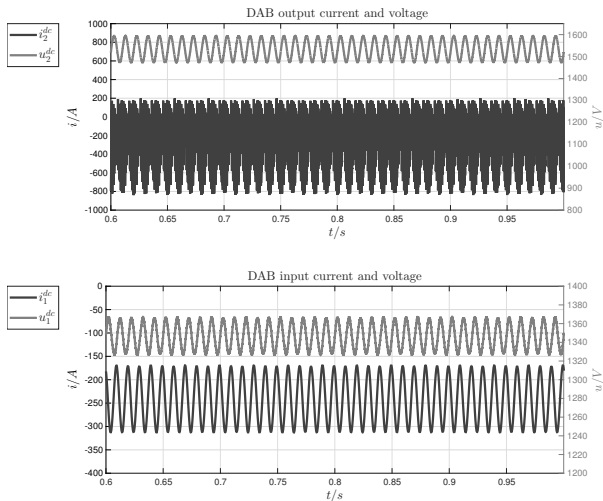 DAB output current and voltage
i₂ᵈᶜ
u₂ᵈᶜ
1000
800
600
400
200
0
-200
-400
-600
-800
-1000
i/A
1600
1500
1400
1300
1200
1100
1000
900
800
u/V
0.6 0.65 0.7 0.75 0.8 0.85 0.9 0.95
t/s
DAB input current and voltage
i₁ᵈᶜ
u₁ᵈᶜ
0
-50
-100
-150
-200
-250
-300
-350
-400
i/A
1400
1380
1360
1340
1320
1300
1280
1260
1240
1220
1200
u/V
0.6 0.65 0.7 0.75 0.8 0.85 0.9 0.95
t/s